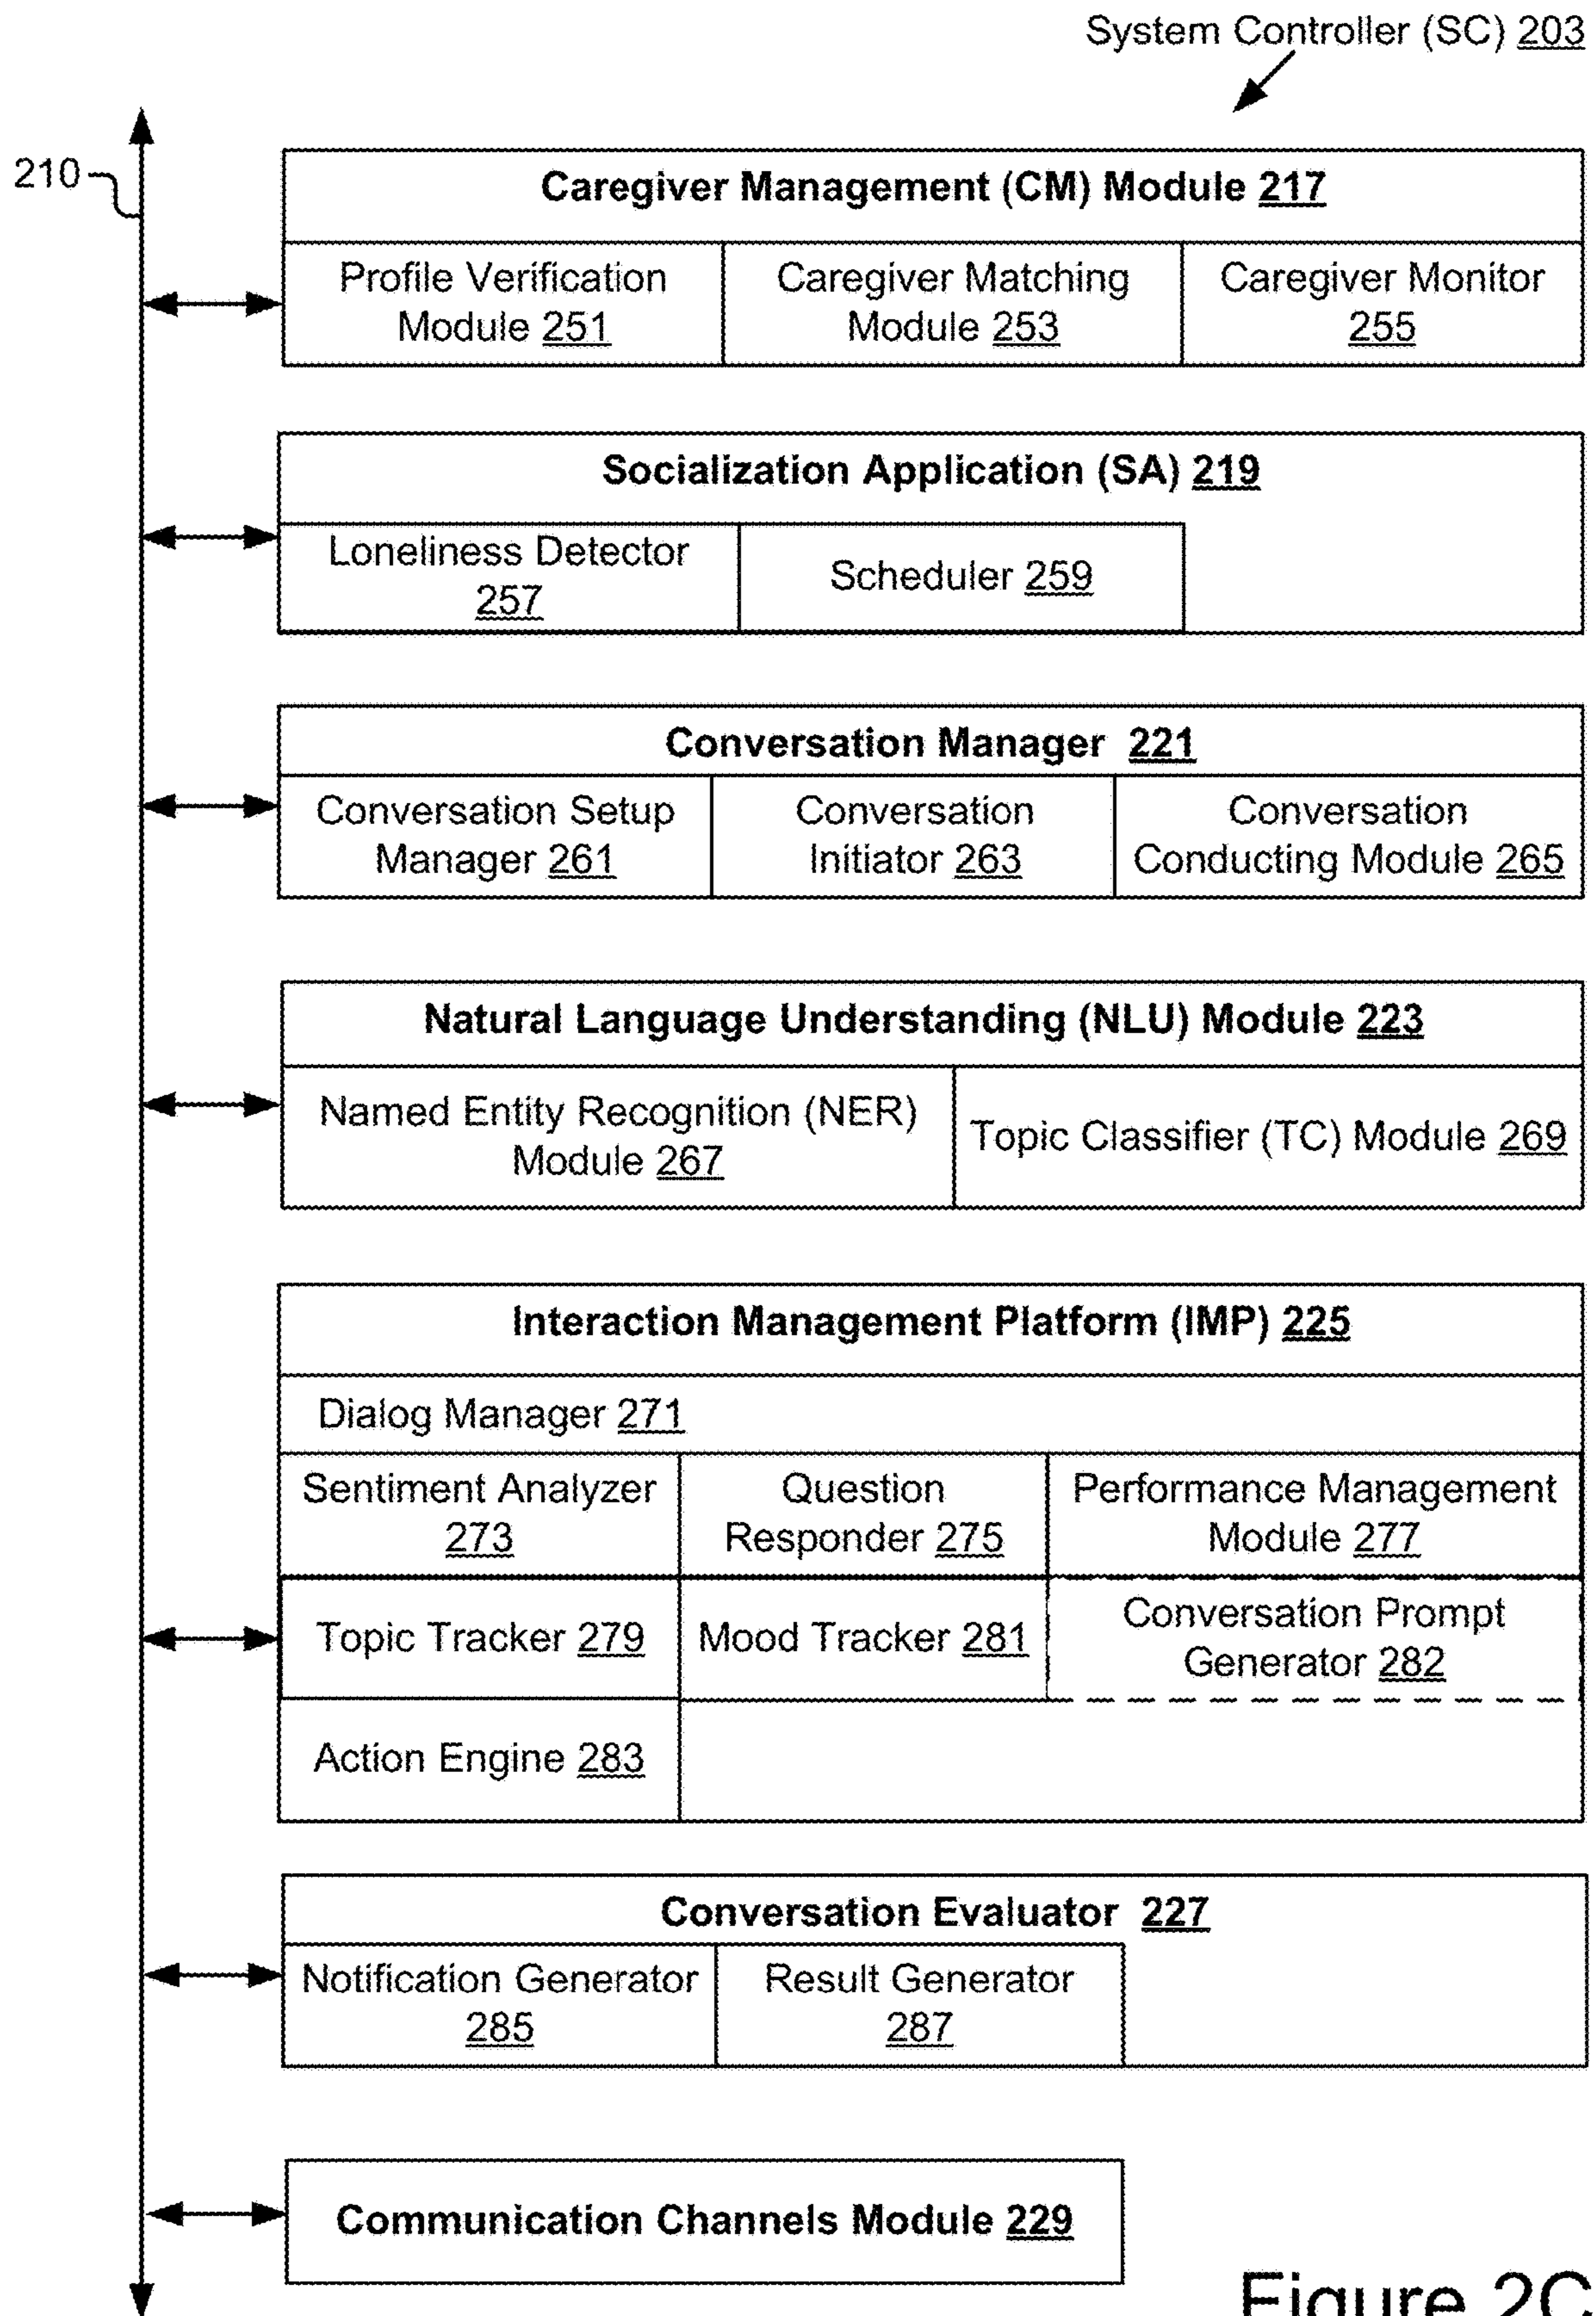 System Controller (SC) 203
210
Caregiver Management (CM) Module 217
Profile Verification
Module 251
Caregiver Matching
Module 253
Caregiver Monitor
255
Socialization Application (SA) 219
Loneliness Detector
257
Scheduler 259
Conversation Manager 221
Conversation Setup
Manager 261
Conversation
Initiator 263
Conversation
Conducting Module 265
Natural Language Understanding (NLU) Module 223
Named Entity Recognition (NER)
Module 267
Topic Classifier (TC) Module 269
Interaction Management Platform (IMP) 225
Dialog Manager 271
Sentiment Analyzer
273
Question
Responder 275
Performance Management
Module 277
Topic Tracker 279
Mood Tracker 281
Conversation Prompt
Generator 282
Action Engine 283
Conversation Evaluator 227
Notification Generator
285
Result Generator
287
Communication Channels Module 229
Figure 2C